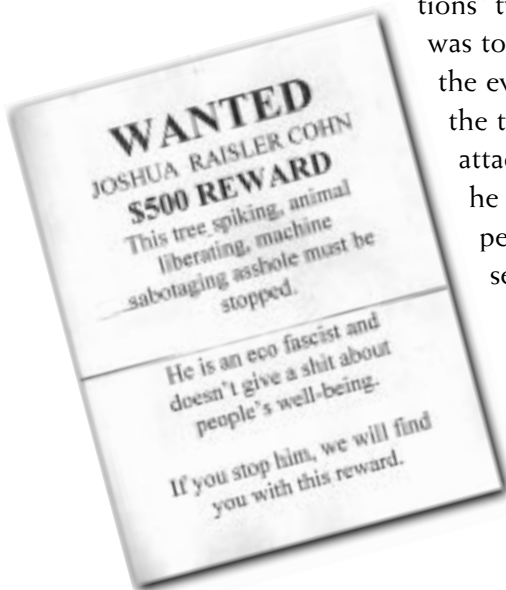 tions
was to
the ev
the t
attac
he
pe
se
WANTED
JOSHUA RAISLER COHN
$500 REWARD
This tree spiking, animal
liberating, machine
sabotaging asshole must be
stopped.
He is an eco fascist and
doesn't give a shit about
people's well-being.
If you stop him, we will find
you with this reward.